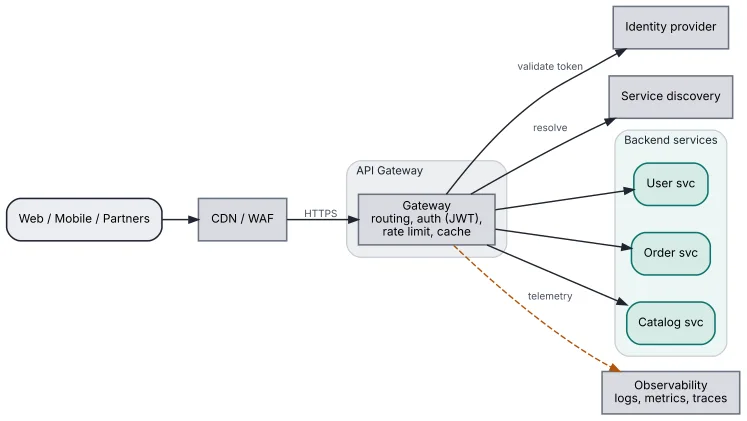 Identity provider
validate token
Service discovery
resolve
Backend services
API Gateway
User svc
Gateway
routing, auth (JWT),
rate limit, cache
Web / Mobile / Partners
CDN / WAF
HTTPS
Order svc
telemetry
Catalog svc
Observability
logs, metrics, traces